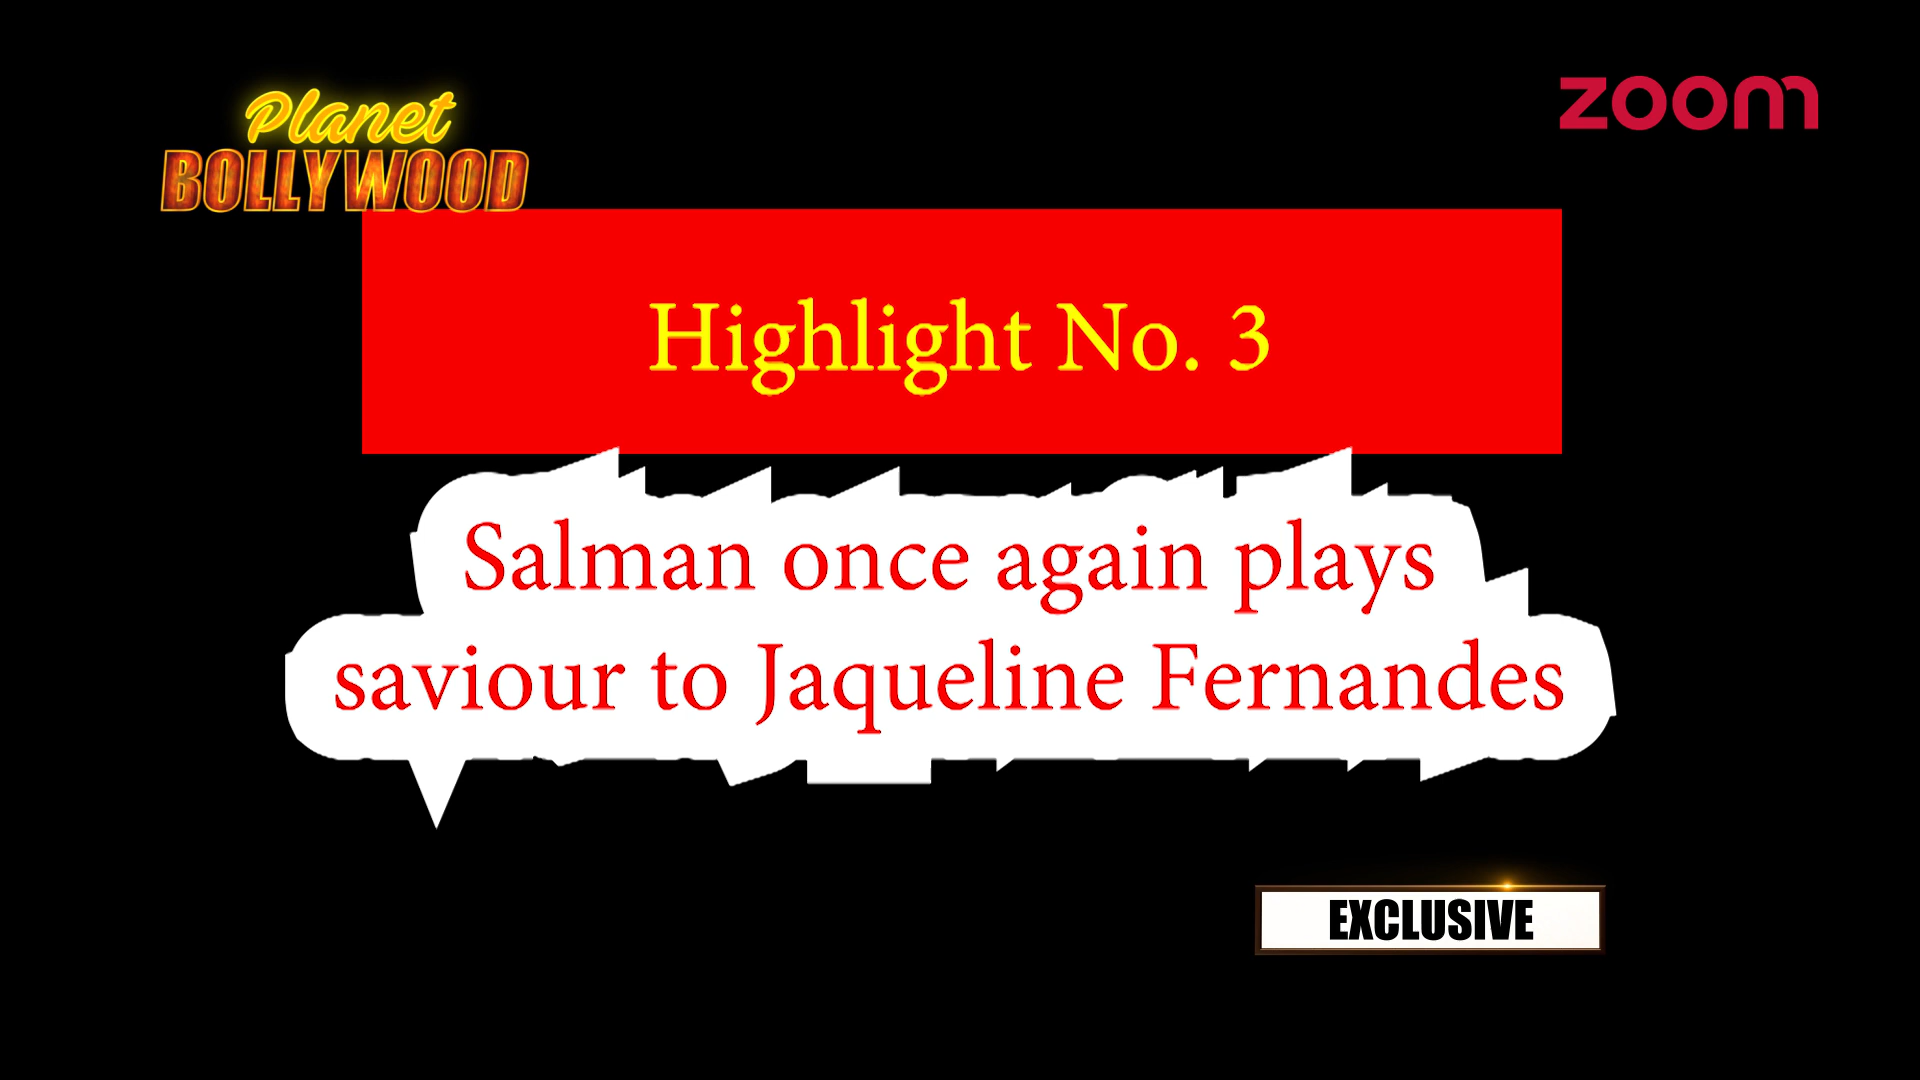 Planet
BOLLYWOOD
zoom
Highlight No. 3
Salman once again plays
saviour to Jaqueline Fernandes
EXCLUSIVE